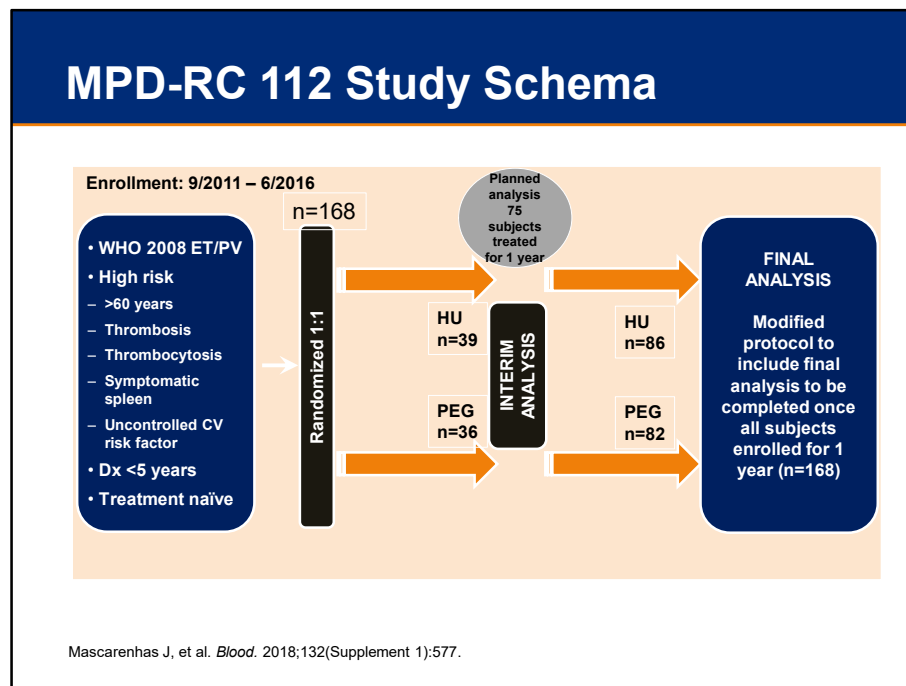 MPD-RC 112 Study Schema
Enrollment: 9/2011 – 6/2016
n=168
• WHO 2008 ET/PV
• High risk
– >60 years
– Thrombosis
– Thrombocytosis
– Symptomatic
spleen
– Uncontrolled CV
risk factor
• Dx <5 years
• Treatment naïve
Randomized 1:1
Planned
analysis
75
subjects
treated
for 1 year
HU
n=39
PEG
n=36
INTERIM
ANALYSIS
HU
n=86
PEG
n=82
FINAL
ANALYSIS
Modified
protocol to
include final
analysis to be
completed once
all subjects
enrolled for 1
year (n=168)
Mascarenhas J, et al. Blood. 2018;132(Supplement 1):577.